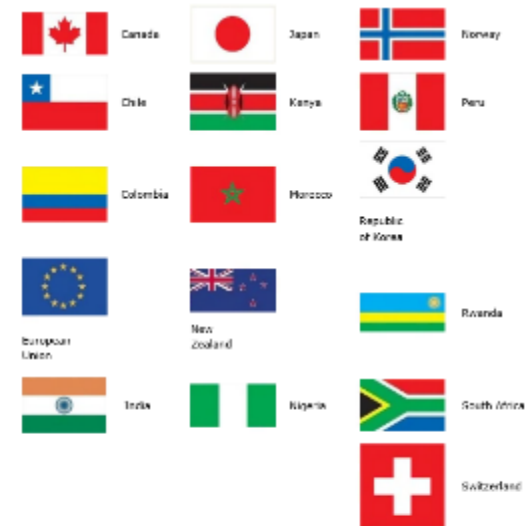 Canada
Japan
Norway
Chile
Kenya
Peru
Colombia
Morocco
Republic
of Korea
European
Union
New
Zealand
Rwanda
India
Nigeria
South Africa
Switzerland